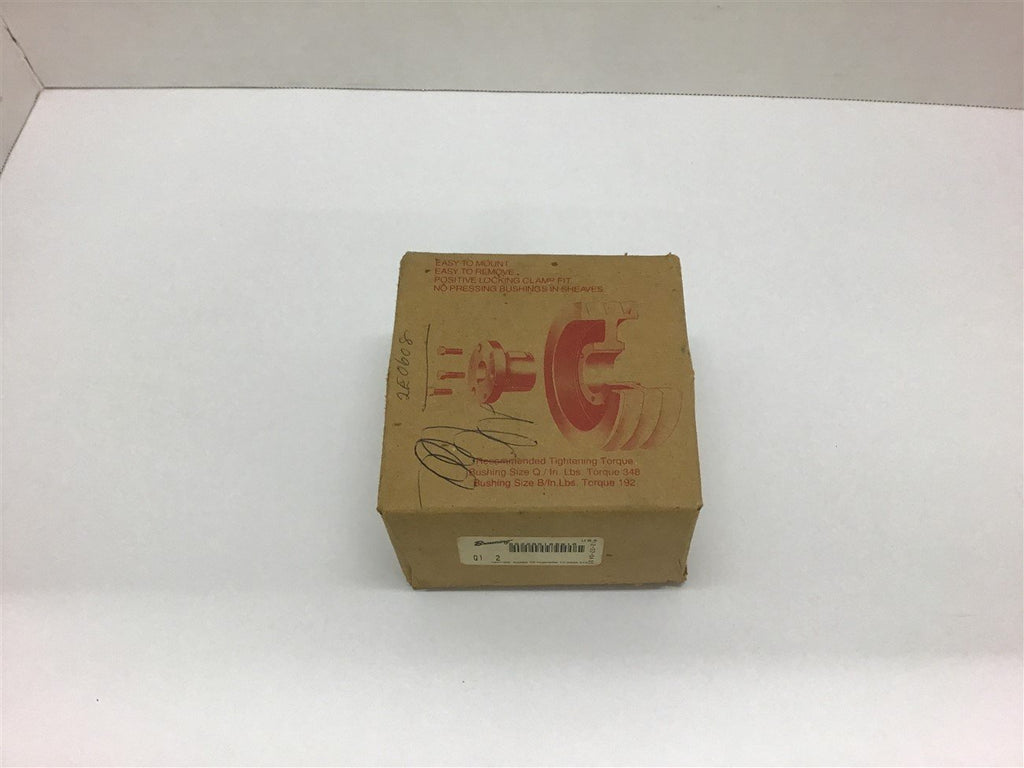 EASY TO MOUNT
EASY TO REMOVE
POSITIVE LOCKING CLAMP FIT
NO PRESSING BUSHINGS IN SHEAVES
2E0608
Recommended Tightening Torque
Bushing Size Q / In. Lbs. Torque 348
Bushing Size B/In.Lbs. Torque 192
Browning
USA
Q1 2